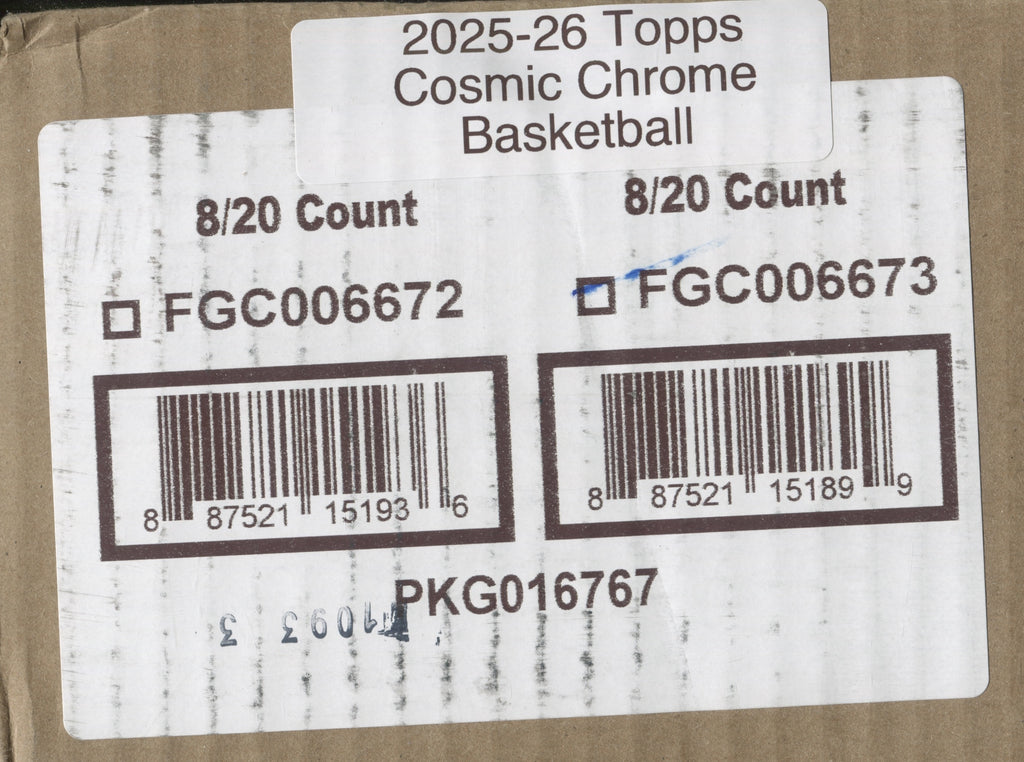 2025-26 Topps
Cosmic Chrome
Basketball
8/20 Count
8/20 Count
FGC006672
FGC006673
8 87521 15193 6
8 87521 15189 9
PKG016767